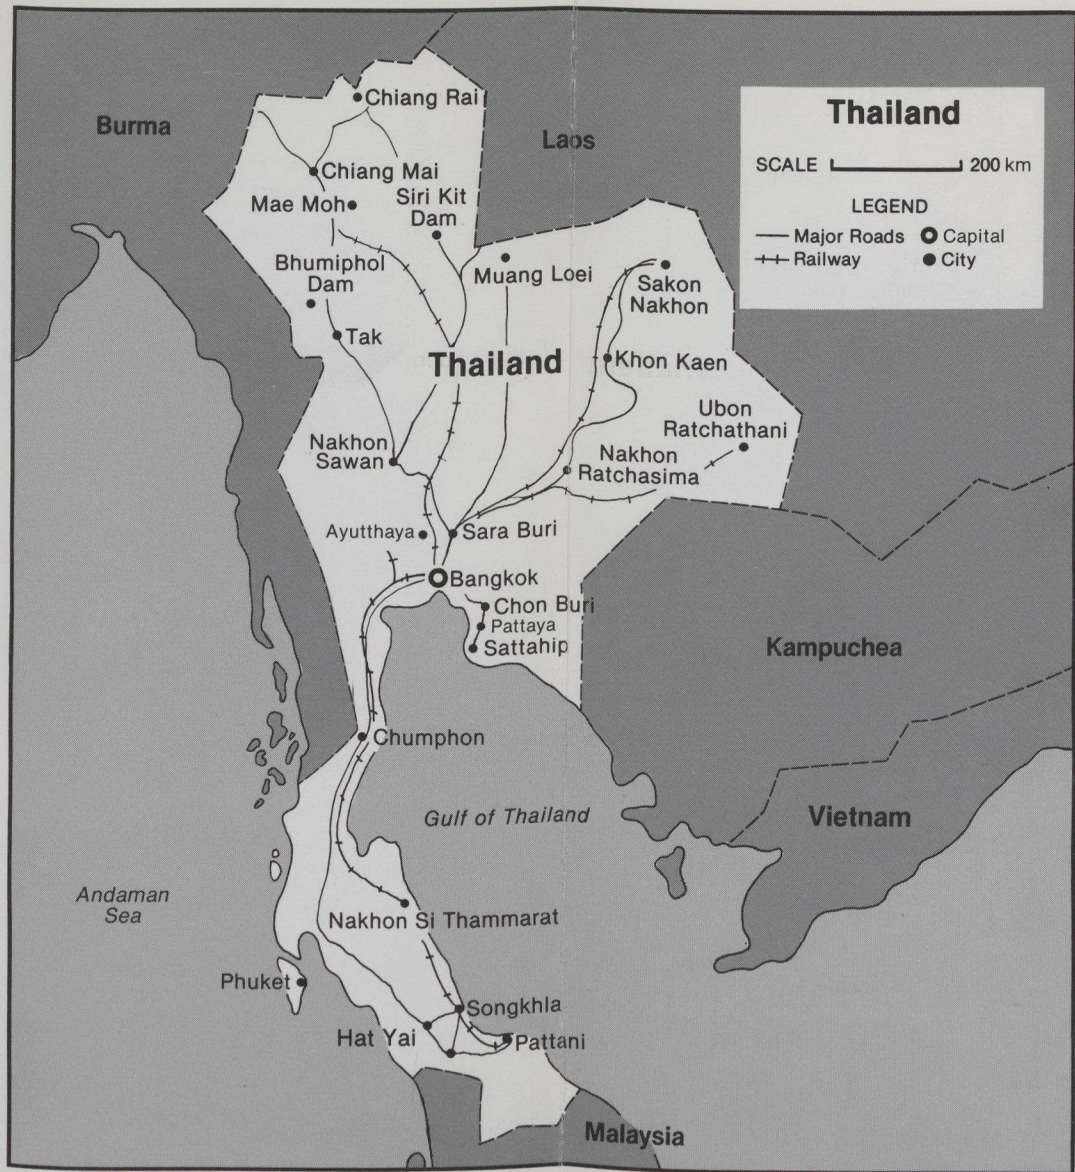 Thailand
SCALE 200 km
LEGEND
Major Roads
Capital
Railway
City
Burma
Laos
Chiang Rai
Chiang Mai
Mae Moh
Siri Kit
Dam
Bhumiphol
Dam
Muang Loei
Sakon
Nakhon
Tak
Thailand
Khon Kaen
Ubon
Ratchathani
Nakhon
Sawan
Nakhon
Ratchasima
Ayutthaya
Sara Buri
Bangkok
Chon Buri
Pattaya
Sattahip
Kampuchea
Chumphon
Gulf of Thailand
Vietnam
Andaman
Sea
Nakhon Si Thammarat
Phuket
Songkhla
Hat Yai
Pattani
Malaysia